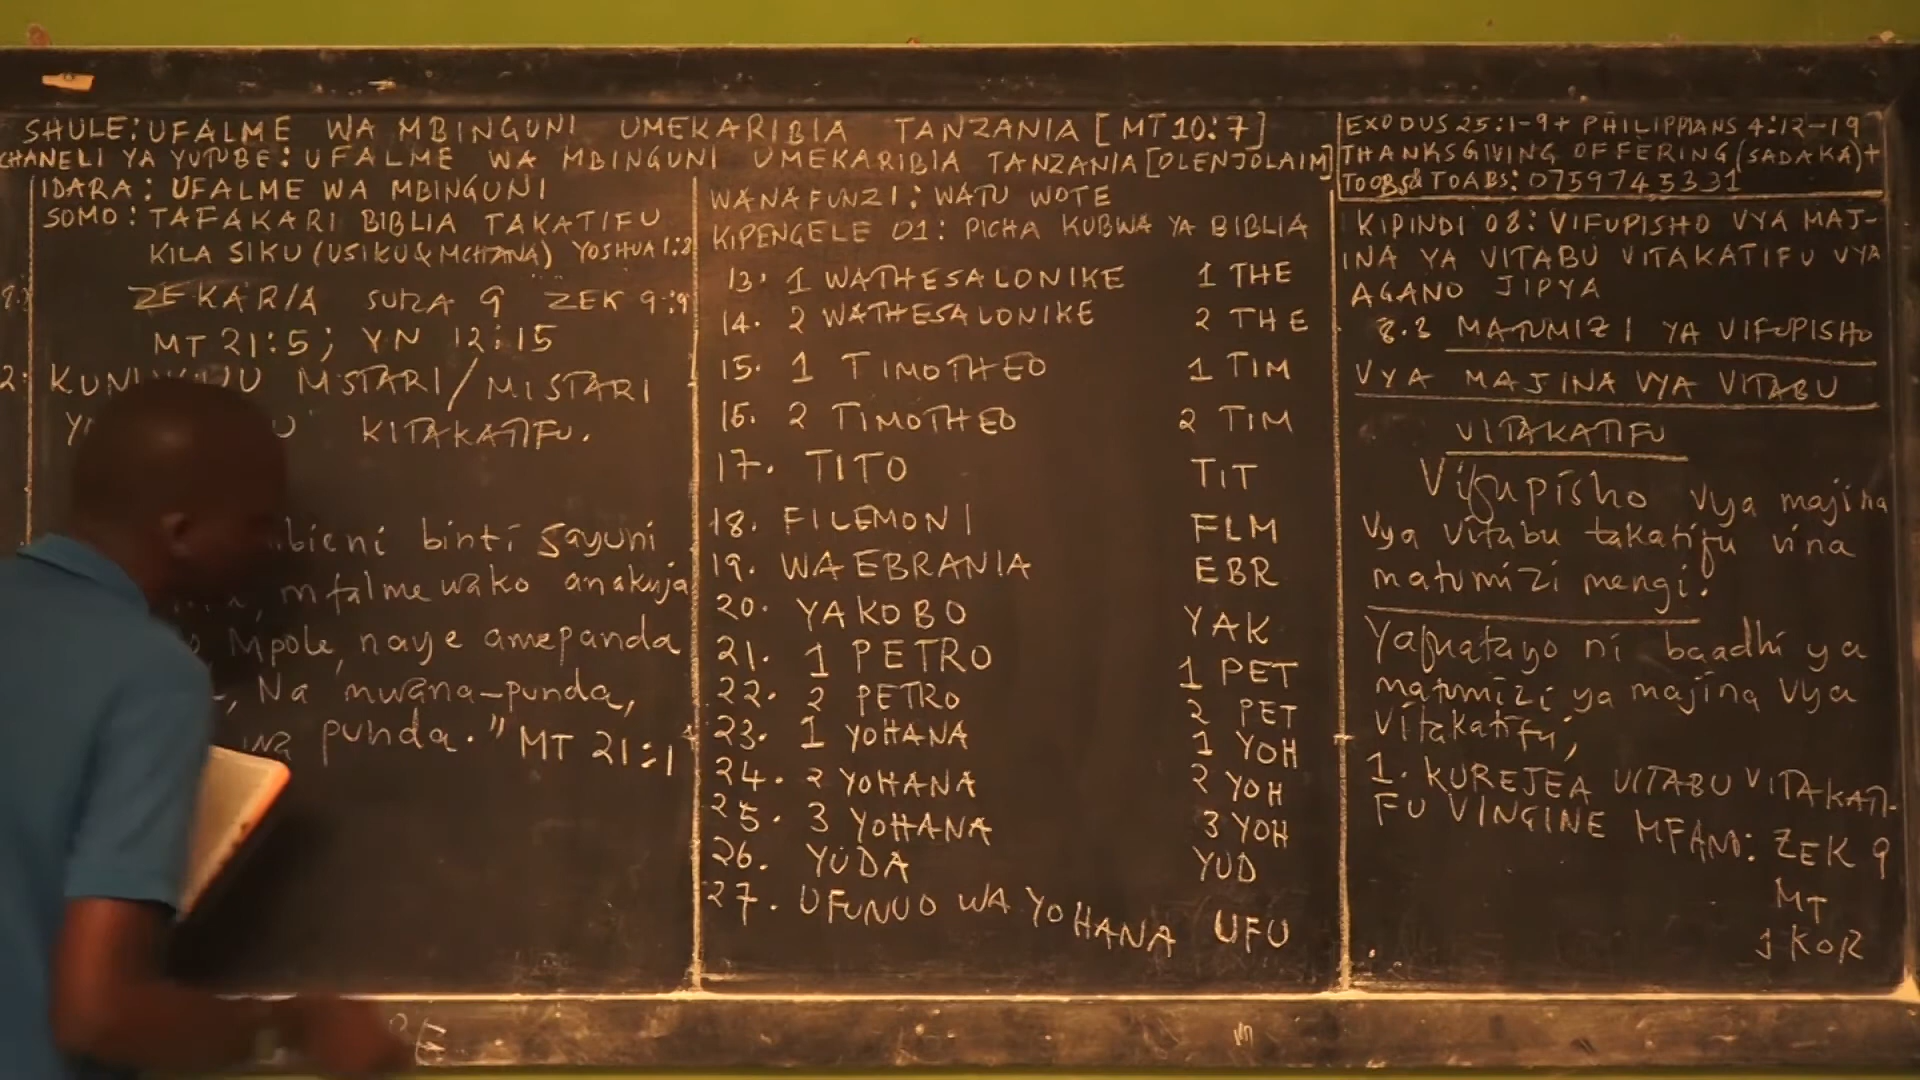 SHULE: UFALME WA MBINGUNI UMEKARIBIA TANZANIA [MT 10:7]
CHANELI YA YUTUBE: UFALME WA MBINGUNI UMEKARIBIA TANZANIA [OLENJOLAIM]
IDARA: UFALME WA MBINGUNI
SOMO: TAFAKARI BIBLIA TAKATIFU
KILA SIKU (USIKU & MCHANA) YOSHUA 1:8
ZEKARIA SURA 9 ZEK 9:9
MT 21:5; YN 12:15
2. MSTARI/MISTARI
KITAKATIFU.
binti Sayuni
mfalme wako anakuja
Mpole, naye amepanda
Na mwana-punda,
punda." MT 21:1
WANAFUNZI: WATU WOTE
KIPENGELE 01: PICHA KUBWA YA BIBLIA
13. 1 WATHESALONIKE 1 THE
14. 2 WATHESALONIKE 2 THE
15. 1 TIMOTHEO 1 TIM
16. 2 TIMOTHEO 2 TIM
17. TITO TIT
18. FILEMONI FLM
19. WAEBRANIA EBR
20. YAKOBO YAK
21. 1 PETRO 1 PET
22. 2 PETRO 2 PET
23. 1 YOHANA 1 YOH
24. 2 YOHANA 2 YOH
25. 3 YOHANA 3 YOH
26. YUDA YUD
27. UFUNUO WA YOHANA UFU
EXODUS 25:1-9 + PHILIPPIANS 4:12-19
THANKSGIVING OFFERING (SADAKA) +
TOOBS & TOABS: 0759745331
KIPINDI 08: VIFUPISHO VYA MAJ-
INA YA VITABU VITAKATIFU VYA
AGANO JIPYA
8.2 MATUMIZI YA VIFUPISHO
VYA MAJINA VYA VITABU
VITAKATIFU
Vifupisho vya majina
vya vitabu takatifu vina
matumizi mengi.
Yafuatayo ni baadhi ya
matumizi ya majina vya
vitakatifu;
1. KUREJEA VITABU VITAKATI-
FU VINGINE MFANO: ZEK 9
MT
1 KOR